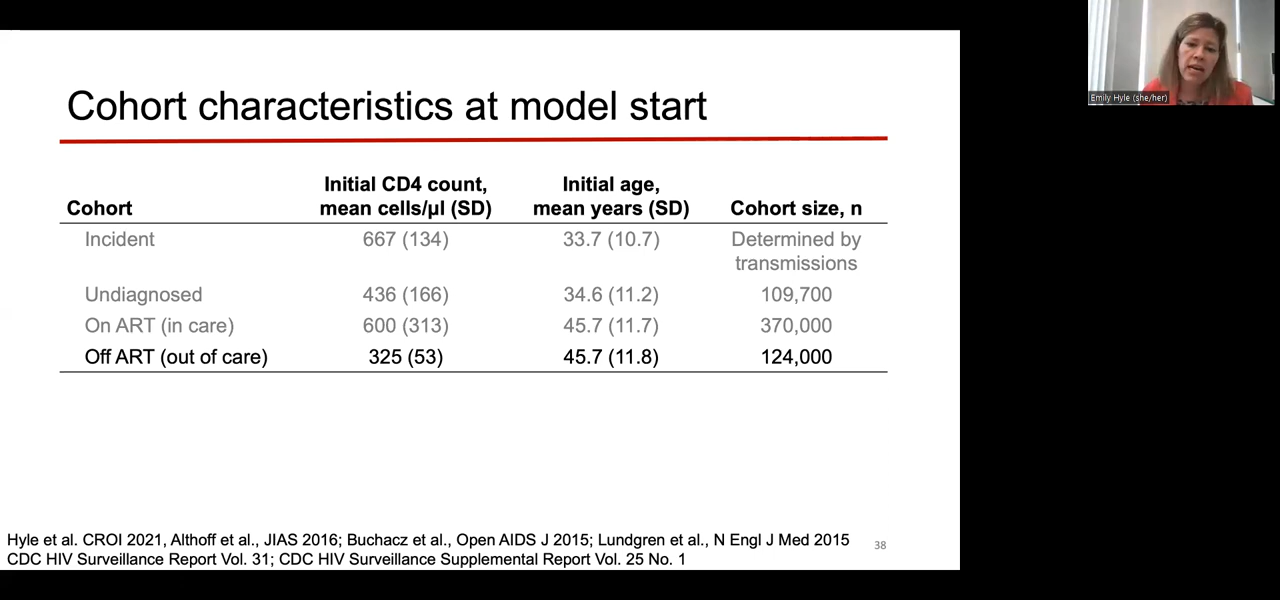 Cohort characteristics at model start
Initial CD4 count, Initial age,
Cohort mean cells/µl (SD) mean years (SD) Cohort size, n
Incident 667 (134) 33.7 (10.7) Determined by
transmissions
Undiagnosed 436 (166) 34.6 (11.2) 109,700
On ART (in care) 600 (313) 45.7 (11.7) 370,000
Off ART (out of care) 325 (53) 45.7 (11.8) 124,000
Hyle et al. CROI 2021, Althoff et al., JIAS 2016; Buchacz et al., Open AIDS J 2015; Lundgren et al., N Engl J Med 2015
CDC HIV Surveillance Report Vol. 31; CDC HIV Surveillance Supplemental Report Vol. 25 No. 1
38
Emily Hyle (she/her)